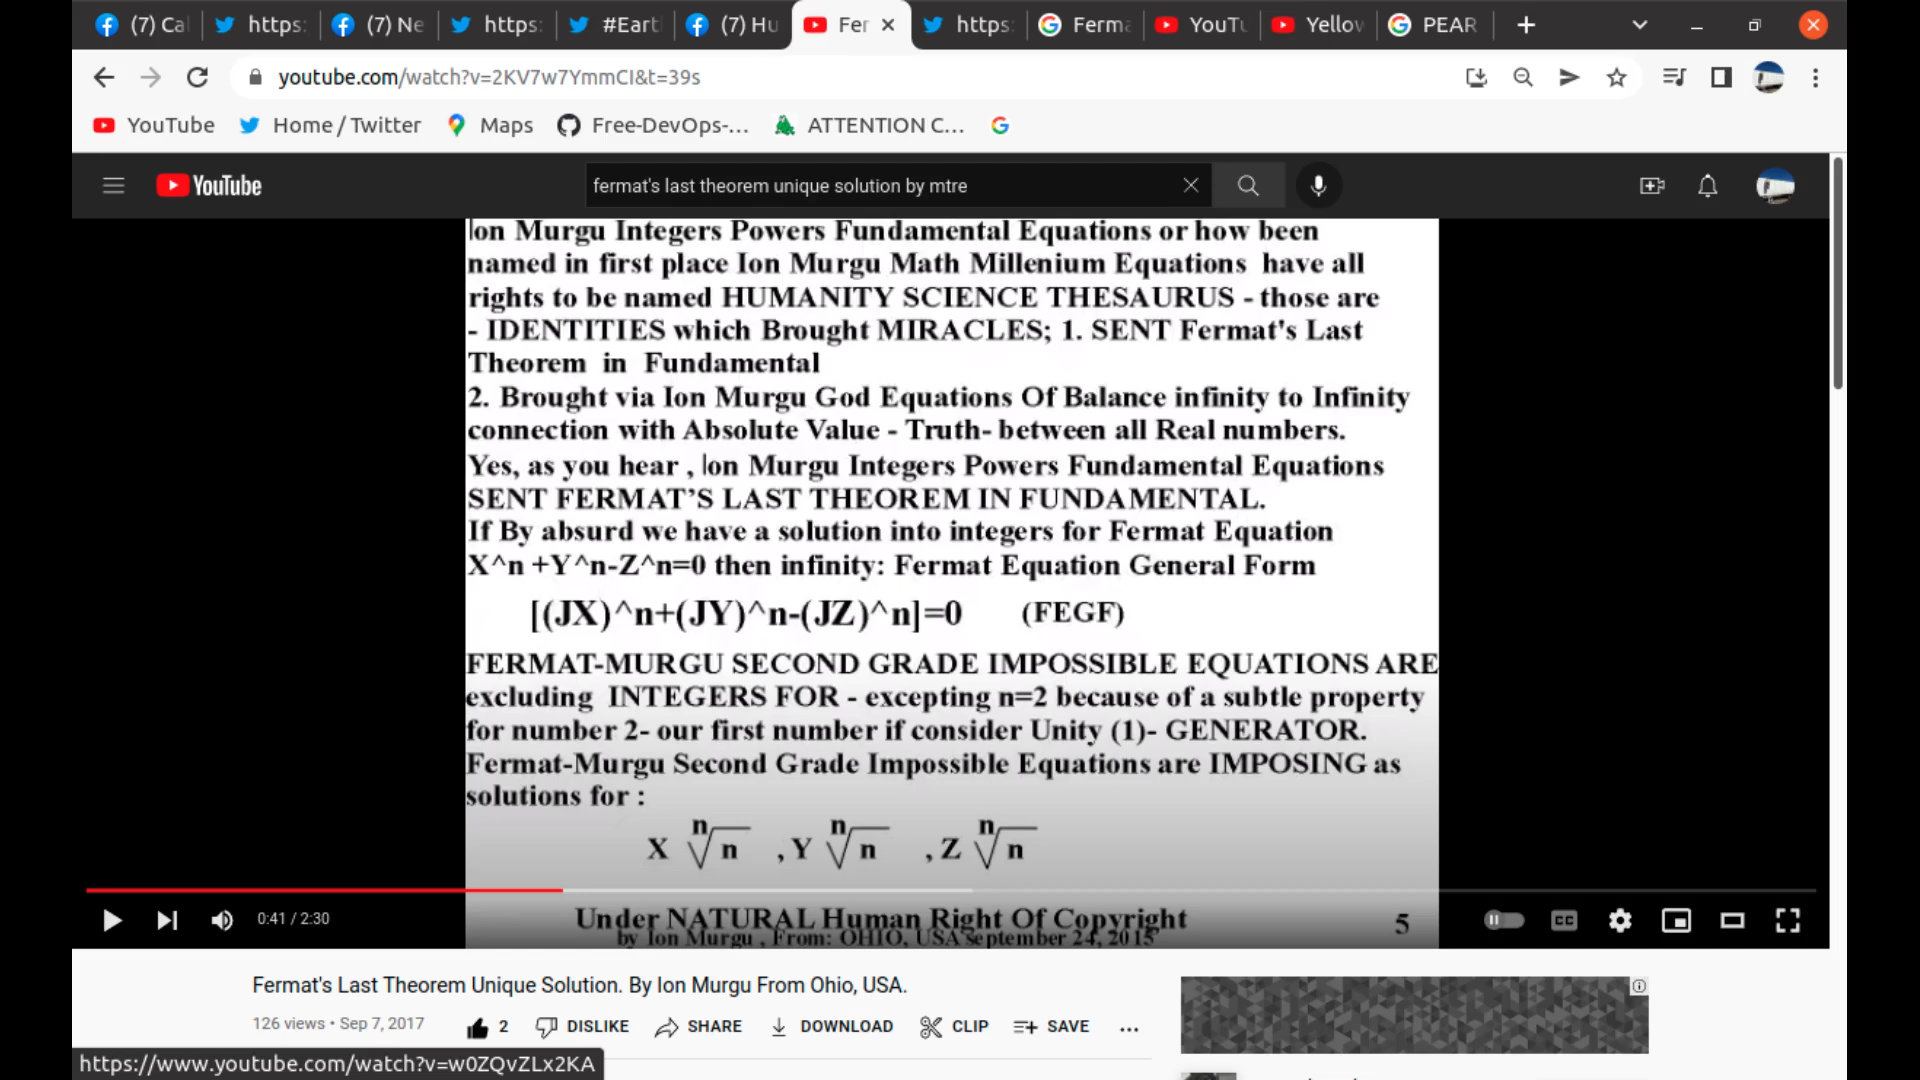 (7) Cal
https:
(7) Ne
https:
#Eart
(7) Hu
Fer
https:
Ferma
YouTu
Yellov
PEAR
youtube.com/watch?v=2KV7w7YmmCI&t=39s
YouTube
Home / Twitter
Maps
Free-DevOps-...
ATTENTION C...
YouTube
fermat's last theorem unique solution by mtre
Ion Murgu Integers Powers Fundamental Equations or how been
named in first place Ion Murgu Math Millenium Equations have all
rights to be named HUMANITY SCIENCE THESAURUS - those are
- IDENTITIES which Brought MIRACLES; 1. SENT Fermat's Last
Theorem in Fundamental
2. Brought via Ion Murgu God Equations Of Balance infinity to Infinity
connection with Absolute Value - Truth- between all Real numbers.
Yes, as you hear , Ion Murgu Integers Powers Fundamental Equations
SENT FERMAT'S LAST THEOREM IN FUNDAMENTAL.
If By absurd we have a solution into integers for Fermat Equation
X^n +Y^n-Z^n=0 then infinity: Fermat Equation General Form
[(JX)^n+(JY)^n-(JZ)^n]=0 (FEGF)
FERMAT-MURGU SECOND GRADE IMPOSSIBLE EQUATIONS ARE
excluding INTEGERS FOR - excepting n=2 because of a subtle property
for number 2- our first number if consider Unity (1)- GENERATOR.
Fermat-Murgu Second Grade Impossible Equations are IMPOSING as
solutions for :
X ⁿ√n , Y ⁿ√n , Z ⁿ√n
Under NATURAL Human Right Of Copyright 5
by Ion Murgu , From: OHIO, USA september 24, 2015
0:41 / 2:30
CC
Fermat's Last Theorem Unique Solution. By Ion Murgu From Ohio, USA.
126 views • Sep 7, 2017
2
DISLIKE
SHARE
DOWNLOAD
CLIP
SAVE
...
https://www.youtube.com/watch?v=w0ZQvZLx2KA